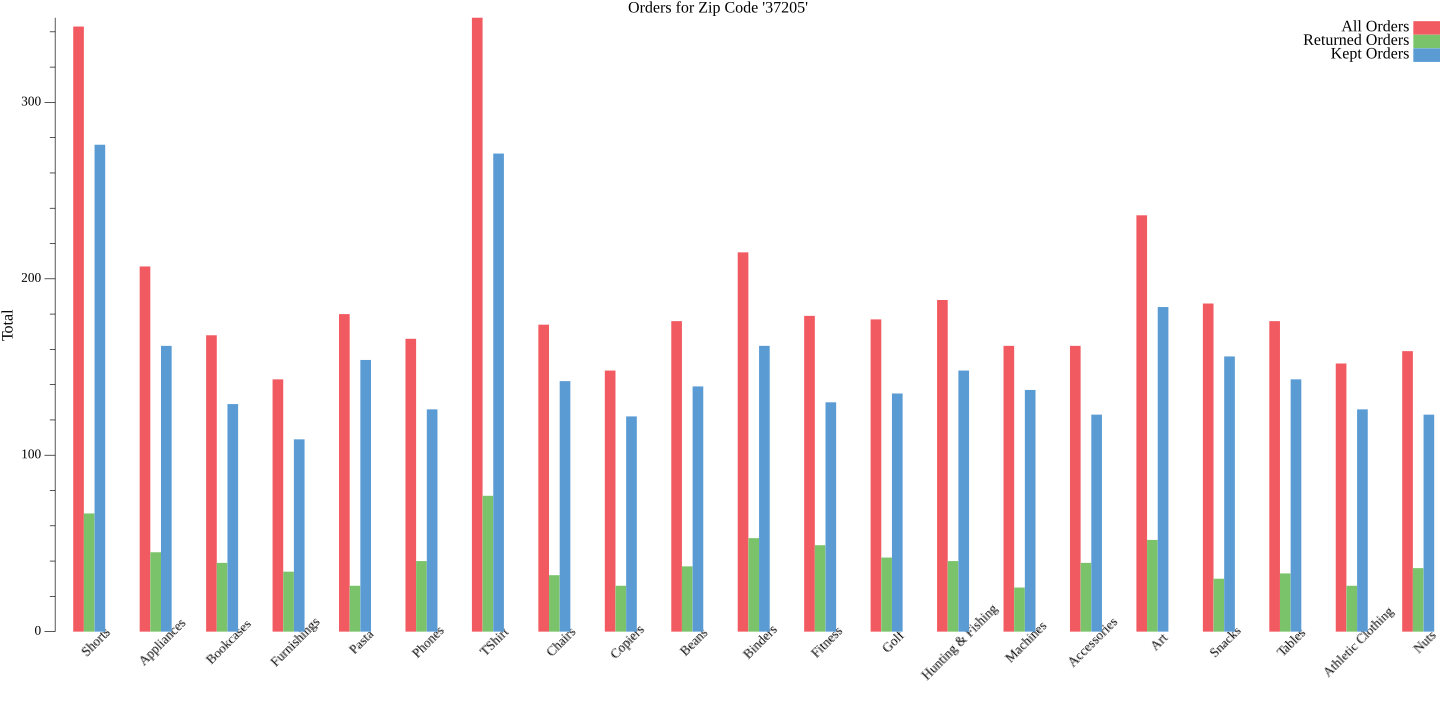 Orders for Zip Code '37205'
All Orders
Returned Orders
Kept Orders
300
200
100
0
Total
Shorts
Appliances
Bookcases
Furnishings
Pasta
Phones
TShirt
Chairs
Copiers
Beans
Binders
Fitness
Golf
Hunting & Fishing
Machines
Accessories
Art
Snacks
Tables
Athletic Clothing
Nuts